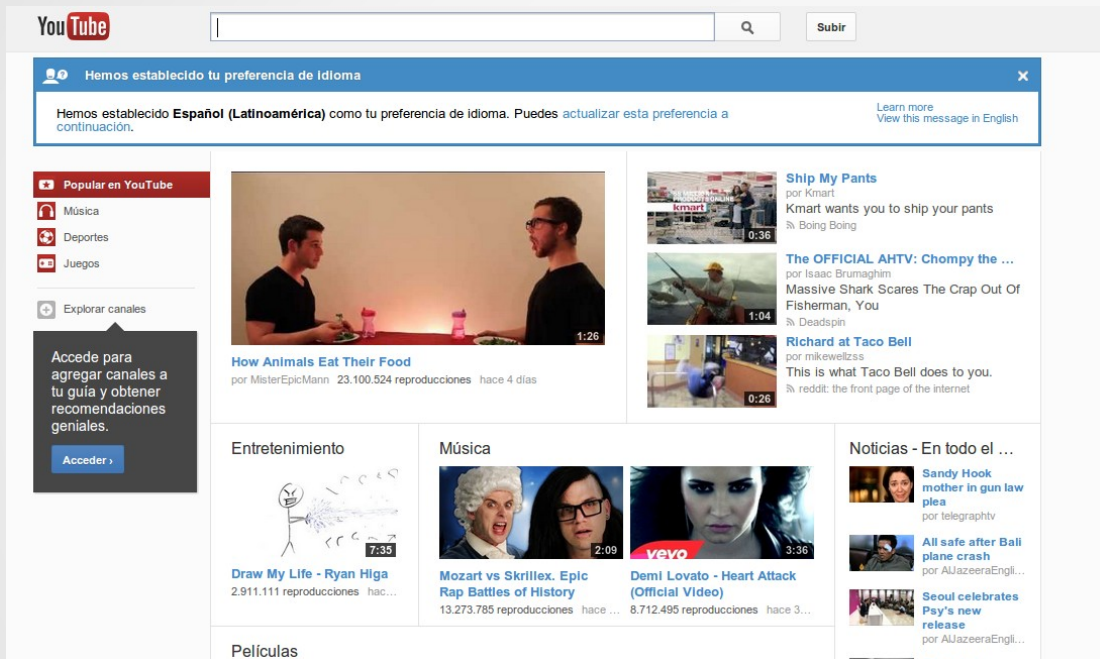 YouTube
Subir
Hemos establecido tu preferencia de idioma
Hemos establecido Español (Latinoamérica) como tu preferencia de idioma. Puedes actualizar esta preferencia a
continuación.
Learn more
View this message in English
Popular en YouTube
Música
Deportes
Juegos
Explorar canales
Accede para
agregar canales a
tu guía y obtener
recomendaciones
geniales.
Acceder ›
1:26
How Animals Eat Their Food
por MisterEpicMann 23.100.524 reproducciones hace 4 días
kmart
0:36
Ship My Pants
por Kmart
Kmart wants you to ship your pants
Boing Boing
1:04
The OFFICIAL AHTV: Chompy the ...
por Isaac Brumaghim
Massive Shark Scares The Crap Out Of
Fisherman, You
Deadspin
0:26
Richard at Taco Bell
por mikewellzss
This is what Taco Bell does to you.
reddit: the front page of the internet
Entretenimiento
7:35
Draw My Life - Ryan Higa
2.911.111 reproducciones hac...
Música
2:09
Mozart vs Skrillex. Epic
Rap Battles of History
13.273.785 reproducciones hace ...
vevo
3:36
Demi Lovato - Heart Attack
(Official Video)
8.712.495 reproducciones hace 3...
Noticias - En todo el ...
Sandy Hook
mother in gun law
plea
por telegraphtv
All safe after Bali
plane crash
por AlJazeeraEngli...
Seoul celebrates
Psy's new
release
por AlJazeeraEngli...
Películas